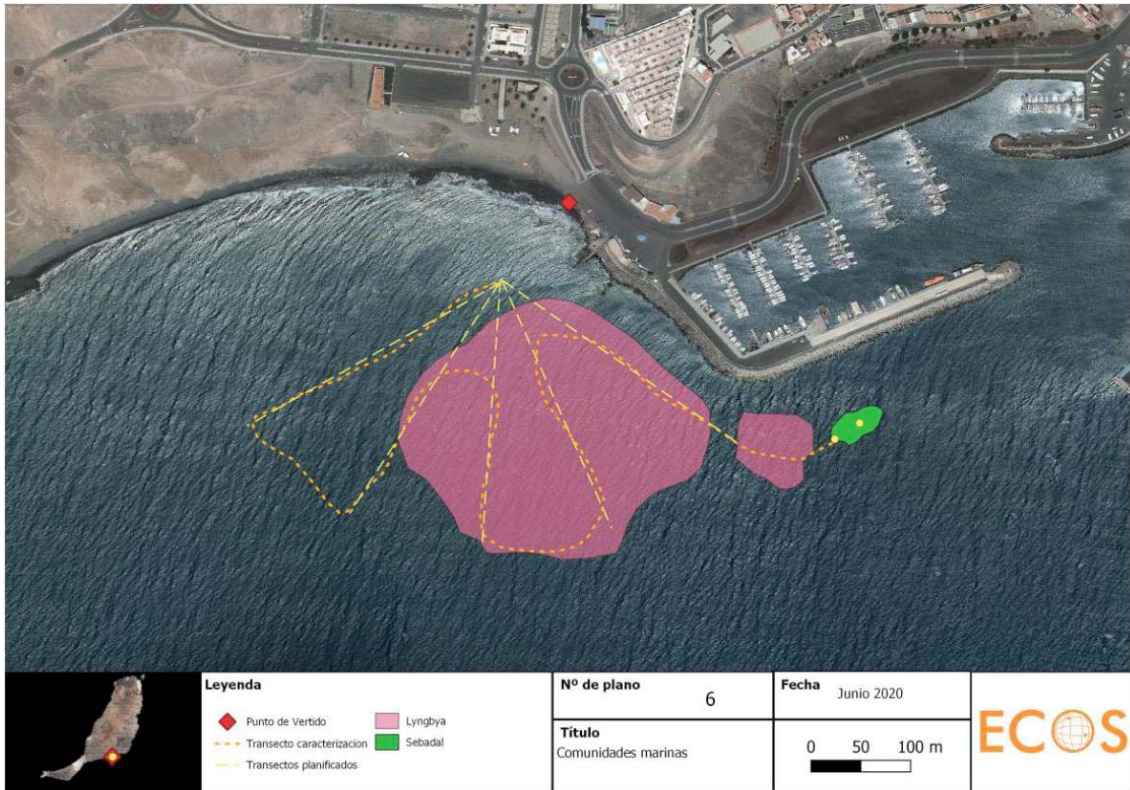 Leyenda
Punto de Vertido
Transecto caracterizacion
Transectos planificados
Lyngbya
Sebadal
Nº de plano
6
Título
Comunidades marinas
Fecha
Junio 2020
0 50 100 m
ECOS